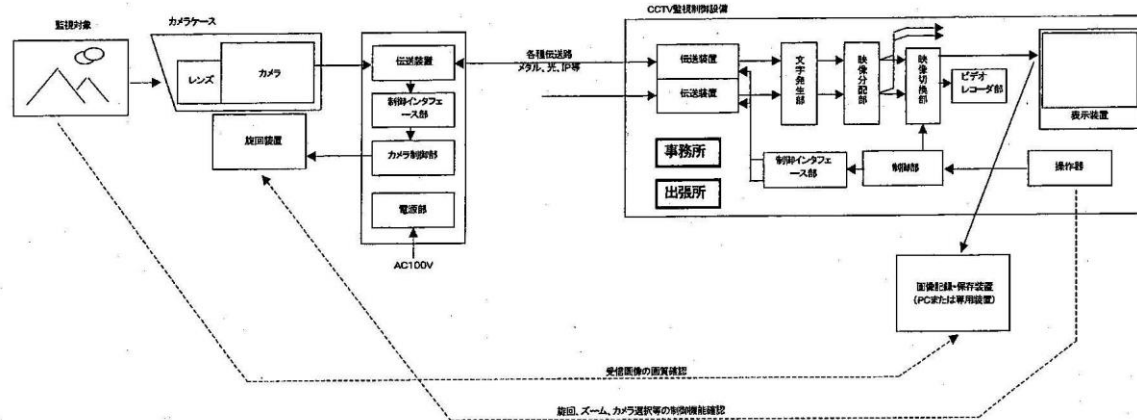 監視対象
カメラケース
レンズ
カメラ
旋回装置
伝送装置
制御インタフェ
ース部
カメラ制御部
電源部
AC100V
各種伝送路
メタル、光、IP等
CCTV監視制御設備
伝送装置
伝送装置
文字発生部
映像分配部
映像切換部
ビデオ
レコーダ部
表示装置
事務所
出張所
制御インタフェ
ース部
制御部
操作器
画像記録・保存装置
(PCまたは専用装置)
受信画像の画質確認
旋回、ズーム、カメラ選択等の制御機能確認